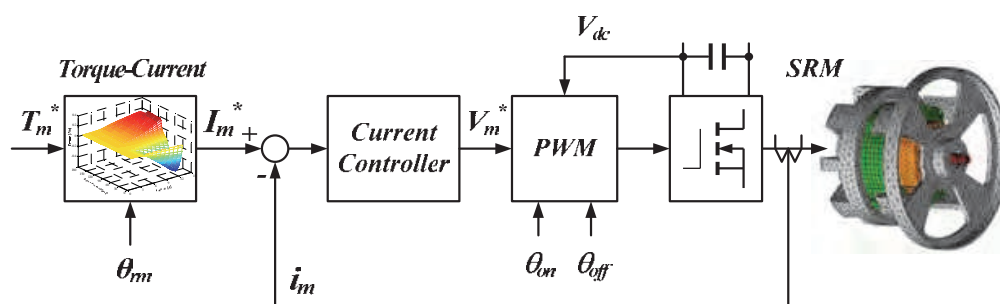 V_dc
Torque-Current
SRM
T_m^*
I_m^*
+
-
Current
Controller
V_m^*
PWM
θ_rm
i_m
θ_on
θ_off